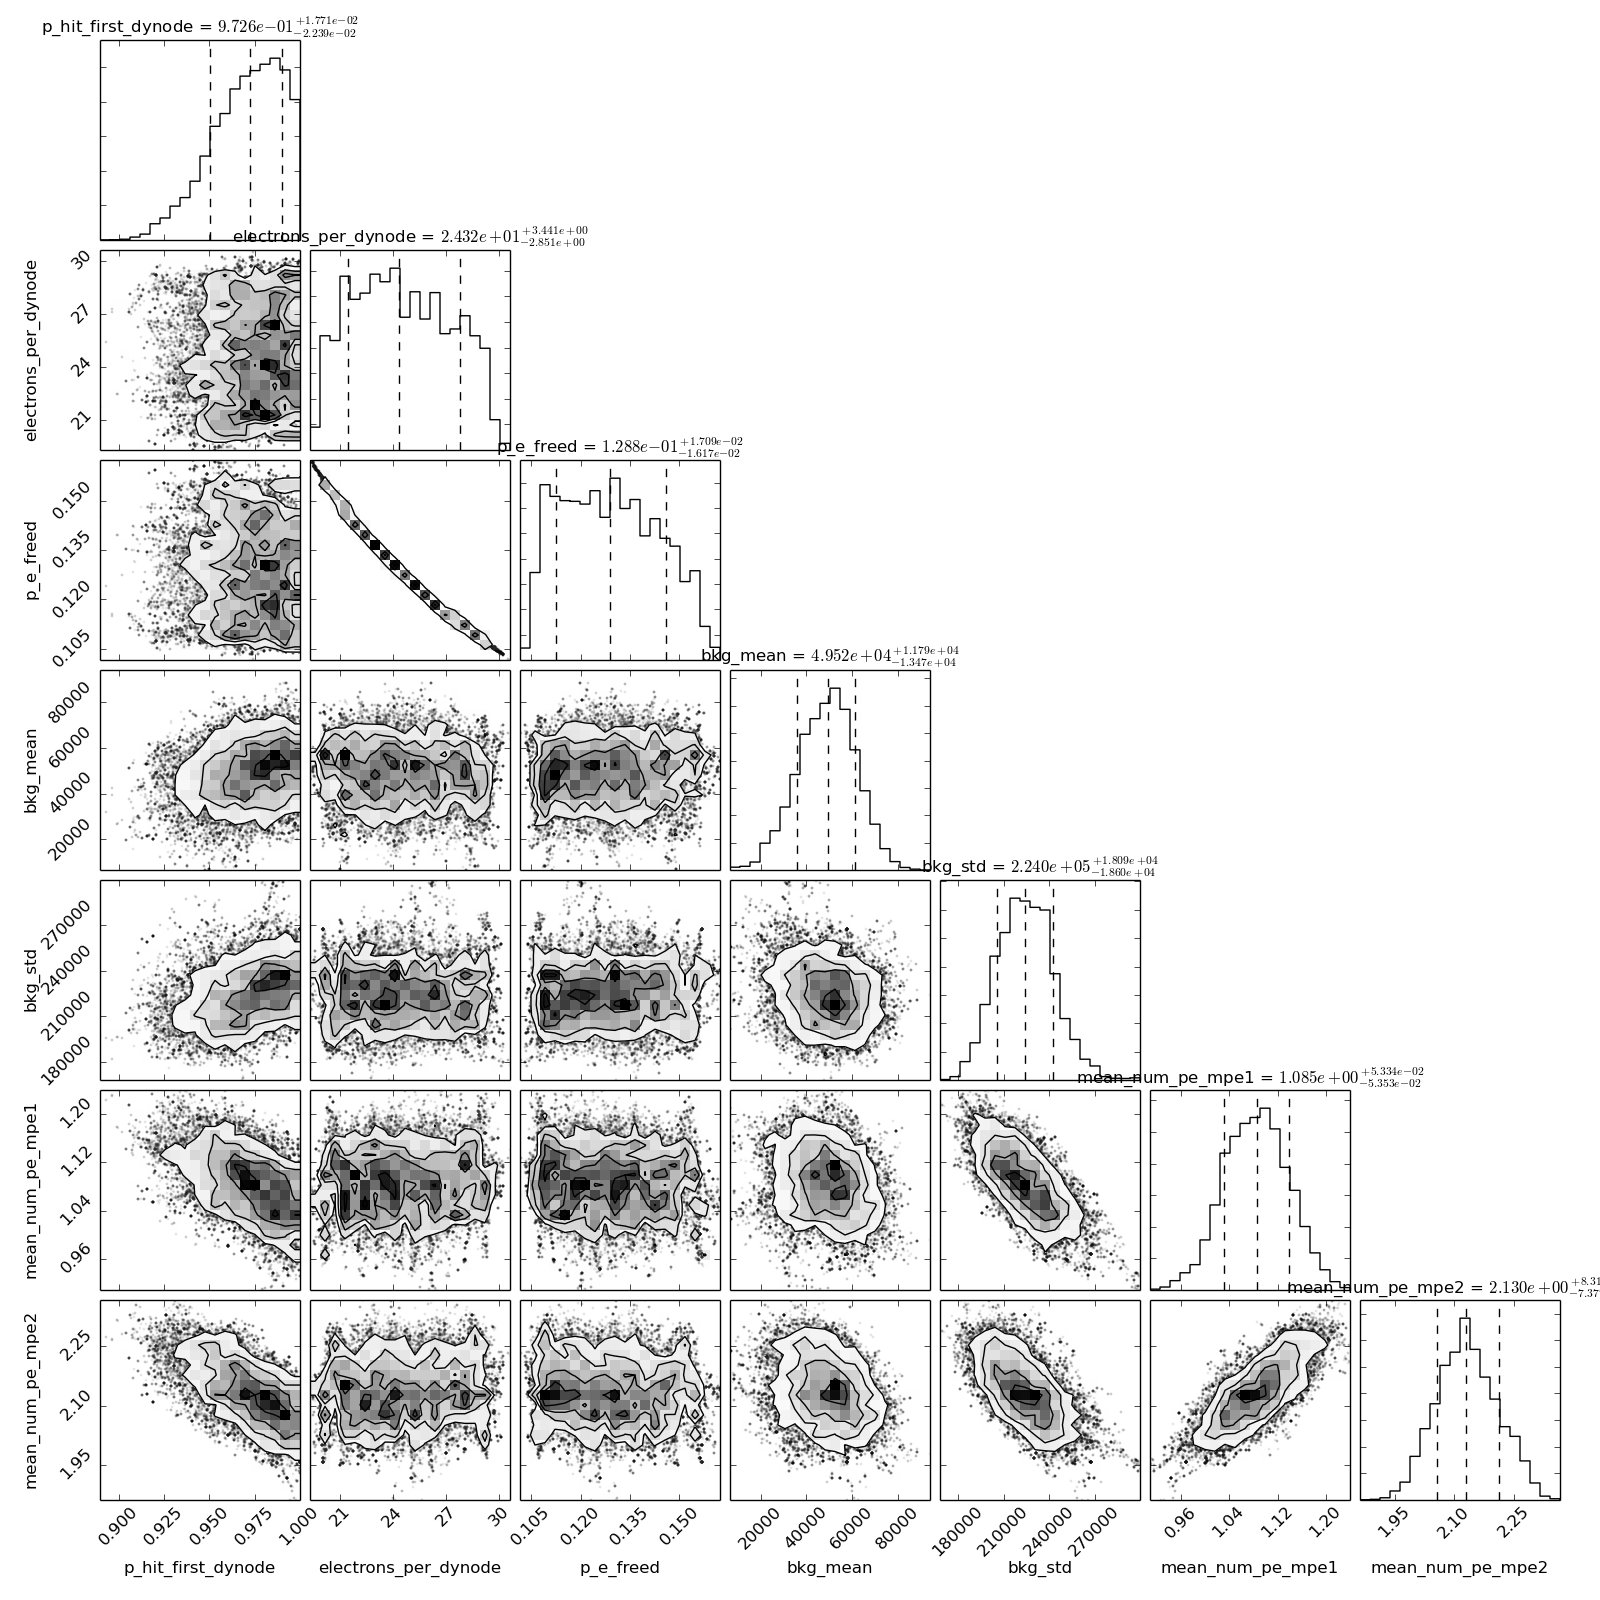 p_hit_first_dynode = 9.726e−01 +1.771e−02 −2.239e−02
electrons_per_dynode = 2.432e+01 +3.441e+00 −2.851e+00
30
27
24
21
electrons_per_dynode
p_e_freed = 1.288e−01 +1.709e−02 −1.617e−02
0.150
0.135
0.120
0.105
p_e_freed
bkg_mean = 4.952e+04 +1.179e+04 −1.347e+04
80000
60000
40000
20000
bkg_mean
bkg_std = 2.240e+05 +1.809e+04 −1.860e+04
270000
240000
210000
180000
bkg_std
mean_num_pe_mpe1 = 1.085e+00 +5.334e−02 −5.353e−02
1.20
1.12
1.04
0.96
mean_num_pe_mpe1
mean_num_pe_mpe2 = 2.130e+00 +8.31 −7.37
2.25
2.10
1.95
mean_num_pe_mpe2
0.900 0.925 0.950 0.975 1.000 21 24 27 30 0.105 0.120 0.135 0.150 20000 40000 60000 80000 180000 210000 240000 270000 0.96 1.04 1.12 1.20 1.95 2.10 2.25
p_hit_first_dynode electrons_per_dynode p_e_freed bkg_mean bkg_std mean_num_pe_mpe1 mean_num_pe_mpe2